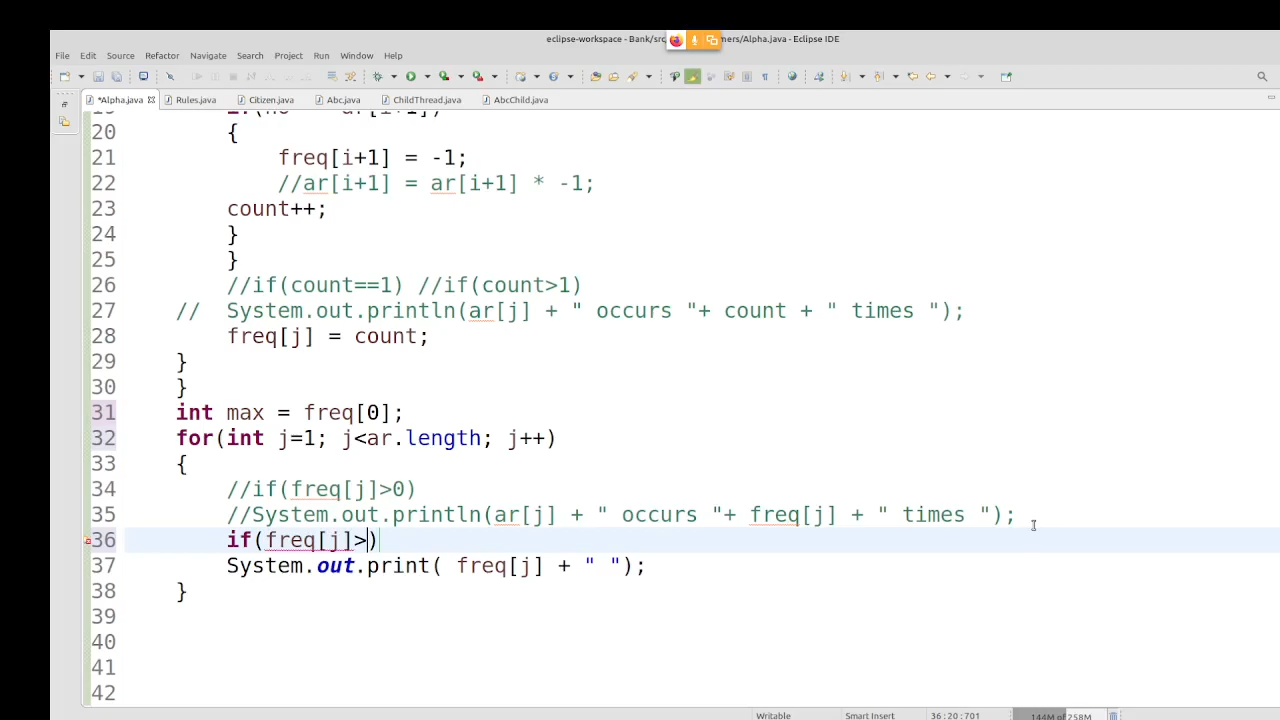 eclipse-workspace - Bank/src mers/Alpha.java - Eclipse IDE
File Edit Source Refactor Navigate Search Project Run Window Help
*Alpha.java Rules.java Citizen.java Abc.java ChildThread.java AbcChild.java
20 {
21 freq[i+1] = -1;
22 //ar[i+1] = ar[i+1] * -1;
23 count++;
24 }
25 }
26 //if(count==1) //if(count>1)
27 // System.out.println(ar[j] + " occurs "+ count + " times ");
28 freq[j] = count;
29 }
30 }
31 int max = freq[0];
32 for(int j=1; j<ar.length; j++)
33 {
34 //if(freq[j]>0)
35 //System.out.println(ar[j] + " occurs "+ freq[j] + " times ");
36 if(freq[j]>)
37 System.out.print( freq[j] + " ");
38 }
39
40
41
42
Writable Smart Insert 36:20:701 144M of 258M